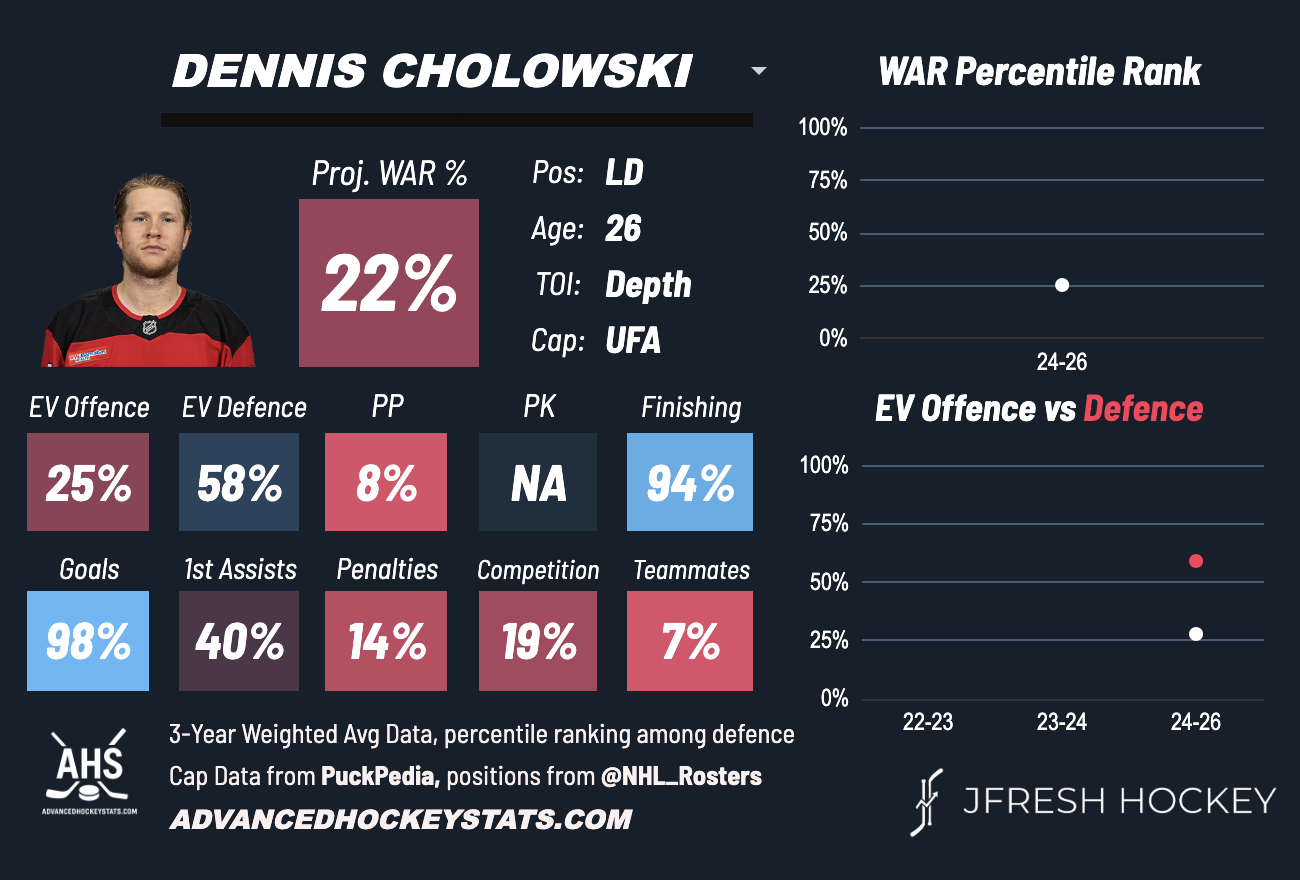 DENNIS CHOLOWSKI
Proj. WAR %
22%
Pos: LD
Age: 26
TOI: Depth
Cap: UFA
EV Offence EV Defence PP PK Finishing
25% 58% 8% NA 94%
Goals 1st Assists Penalties Competition Teammates
98% 40% 14% 19% 7%
WAR Percentile Rank
100%
75%
50%
25%
0%
24-26
EV Offence vs Defence
100%
75%
50%
25%
0%
22-23 23-24 24-26
AHS
ADVANCEDHOCKEYSTATS.COM
3-Year Weighted Avg Data, percentile ranking among defence
Cap Data from PuckPedia, positions from @NHL_Rosters
ADVANCEDHOCKEYSTATS.COM
JFRESH HOCKEY